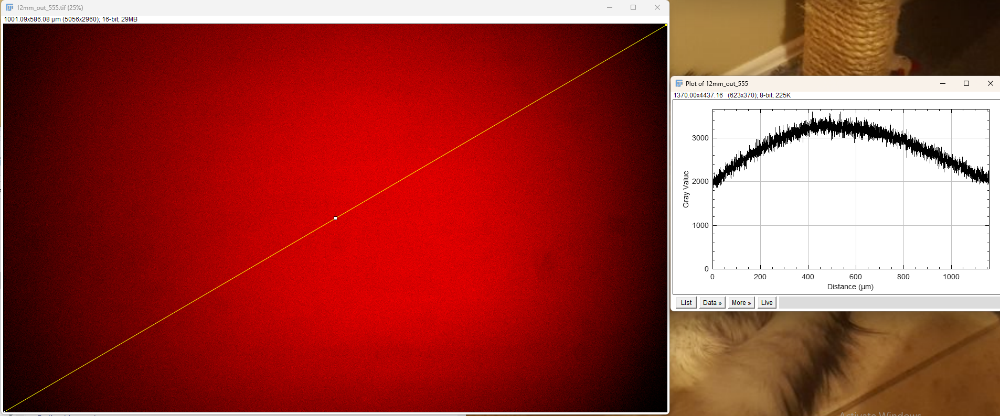 12mm_out_555.tif (25%)
1001.09x586.08 µm (5056x2960); 16-bit; 29MB
Plot of 12mm_out_555
1370.00x4437.16 (623x370); 8-bit; 225K
3000
2000
1000
0
Gray Value
0 200 400 600 800 1000
Distance (µm)
List Data » More » Live
Activate Windows